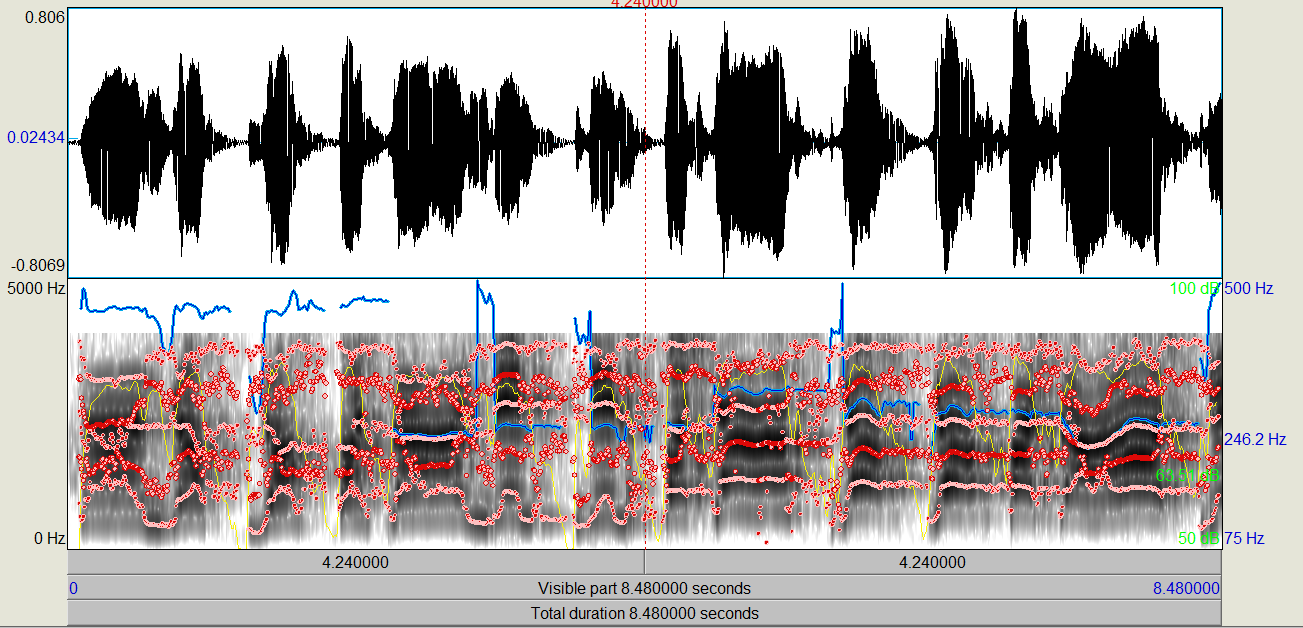 4.240000
0.806
0.02434
-0.8069
5000 Hz
100 dB
500 Hz
246.2 Hz
0 Hz
50 dB
75 Hz
4.240000
4.240000
0
Visible part 8.480000 seconds
8.480000
Total duration 8.480000 seconds